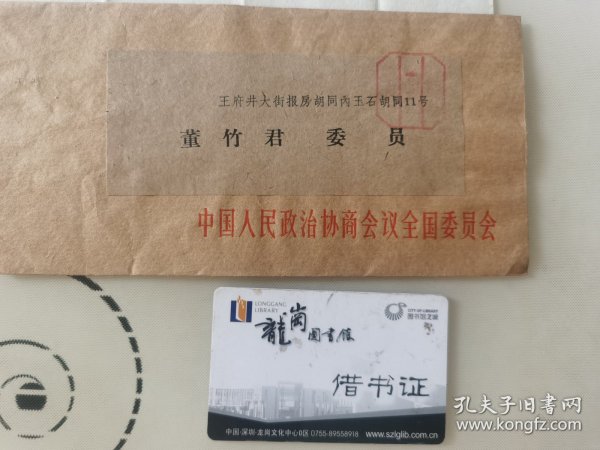 王府井大街报房胡同内玉石胡同11号
董竹君 委员
中国人民政治协商会议全国委员会
LONGGANG
LIBRARY
CITY OF LIBRARY
图书馆之城
龍崗图書馆
借书证
中国·深圳·龙岗文化中心B区 0755-89558918 www.szlglib.com.cn
孔夫子旧书网
www.kongfz.com